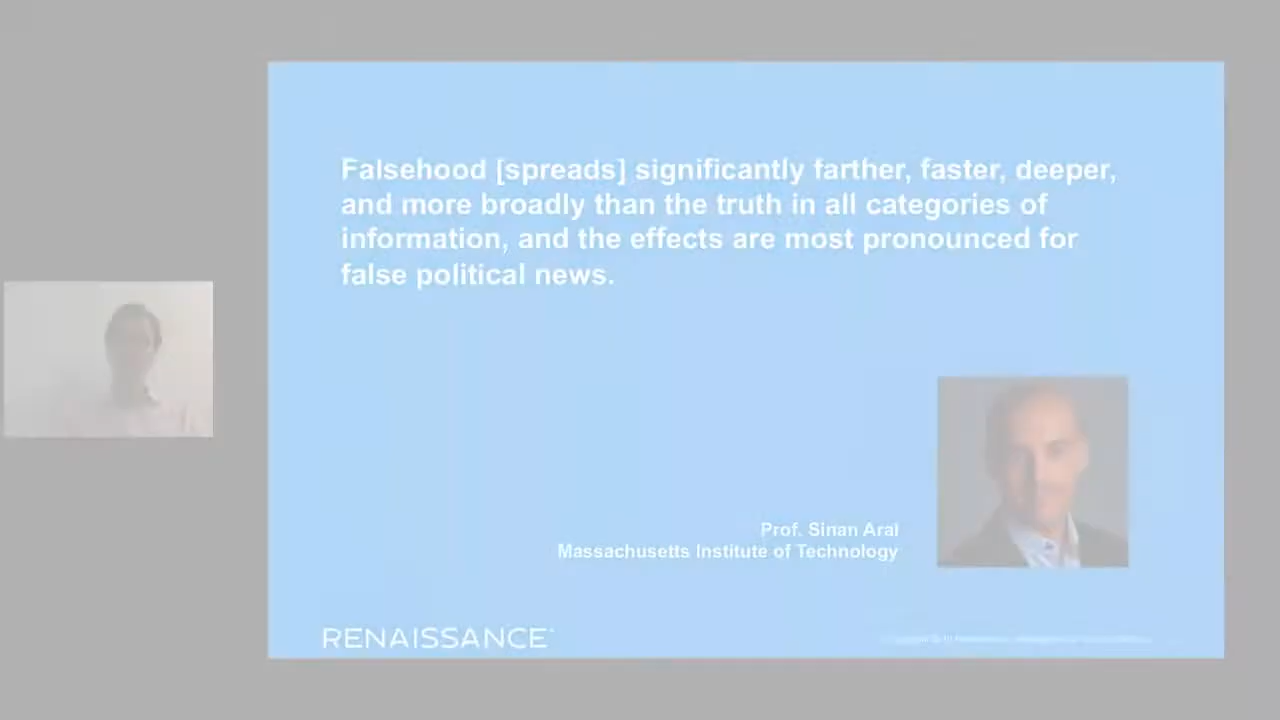 Falsehood [spreads] significantly farther, faster, deeper,
and more broadly than the truth in all categories of
information, and the effects are most pronounced for
false political news.
Prof. Sinan Aral
Massachusetts Institute of Technology
RENAISSANCE